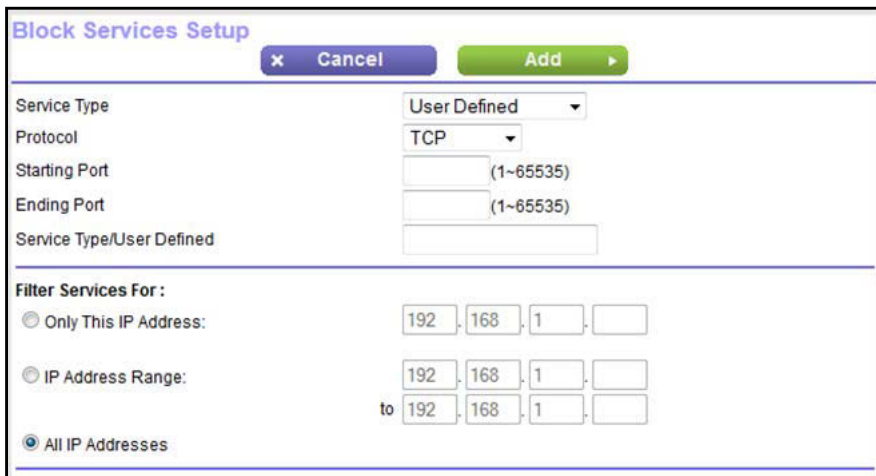 Block Services Setup
× Cancel Add
Service Type User Defined
Protocol TCP
Starting Port (1~65535)
Ending Port (1~65535)
Service Type/User Defined
Filter Services For :
Only This IP Address: 192 . 168 . 1 .
IP Address Range: 192 . 168 . 1 .
to 192 . 168 . 1 .
All IP Addresses